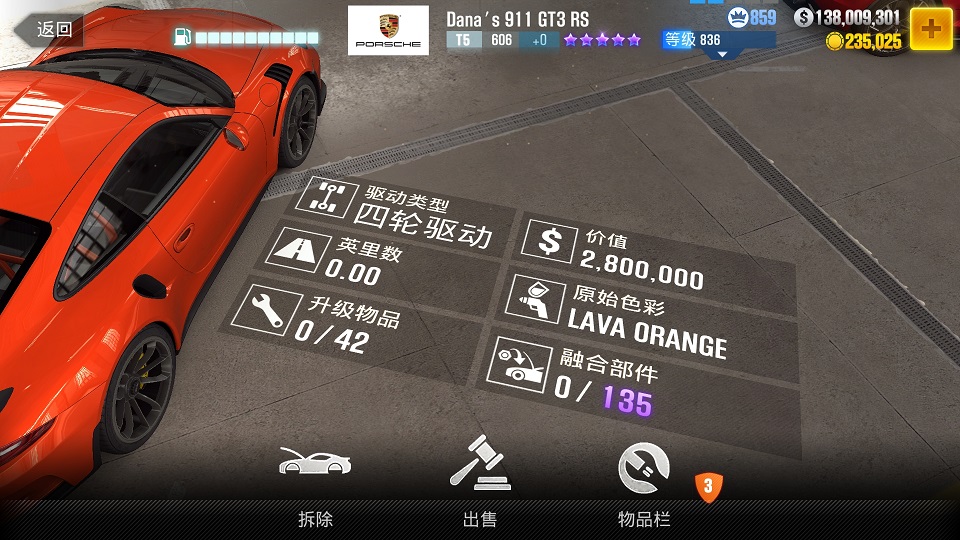 返回
PORSCHE
Dana's 911 GT3 RS
T5 606 +0
等级 836
859
138,009,301
235,025
驱动类型
四轮驱动
英里数
0.00
升级物品
0/42
价值
2,800,000
原始色彩
LAVA ORANGE
融合部件
0/135
3
拆除
出售
物品栏